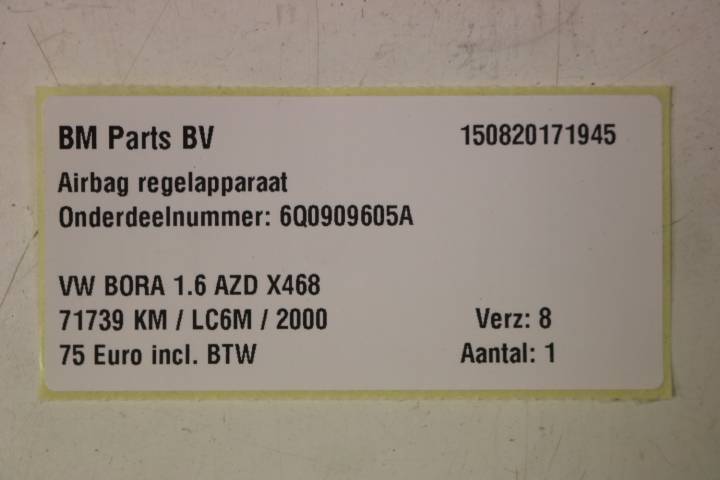 BM Parts BV 150820171945
Airbag regelapparaat
Onderdeelnummer: 6Q0909605A
VW BORA 1.6 AZD X468
71739 KM / LC6M / 2000 Verz: 8
75 Euro incl. BTW Aantal: 1